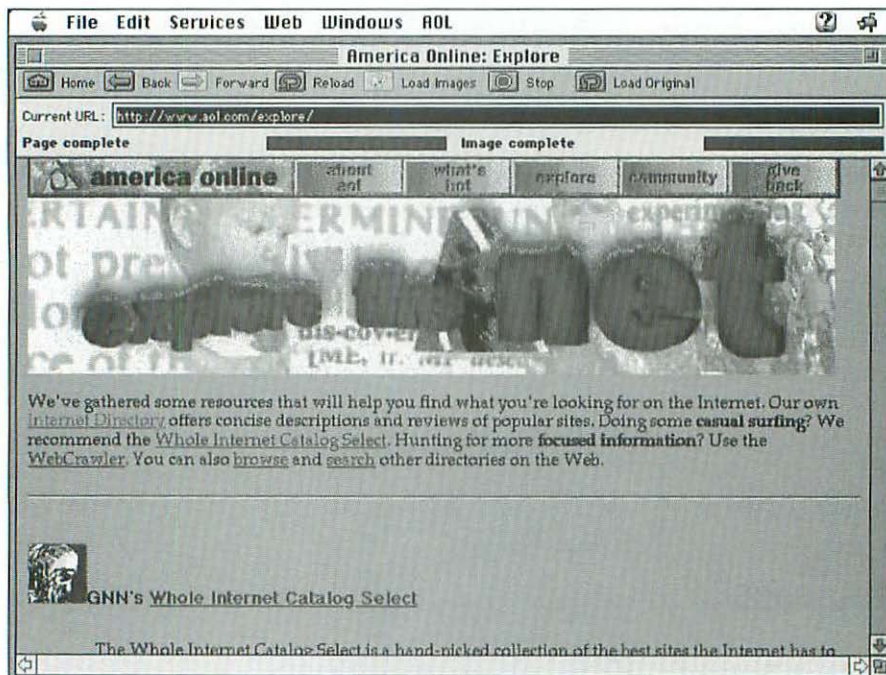 File Edit Services Web Windows AOL
America Online: Explore
Home Back Forward Reload Load Images Stop Load Original
Current URL: http://www.aol.com/explore/
Page complete Image complete
america online about aol what's hot explore community give back
explore the net
We've gathered some resources that will help you find what you're looking for on the Internet. Our own
Internet Directory offers concise descriptions and reviews of popular sites. Doing some casual surfing? We
recommend the Whole Internet Catalog Select. Hunting for more focused information? Use the
WebCrawler. You can also browse and search other directories on the Web.
GNN's Whole Internet Catalog Select
The Whole Internet Catalog Select is a hand-picked collection of the best sites the Internet has to